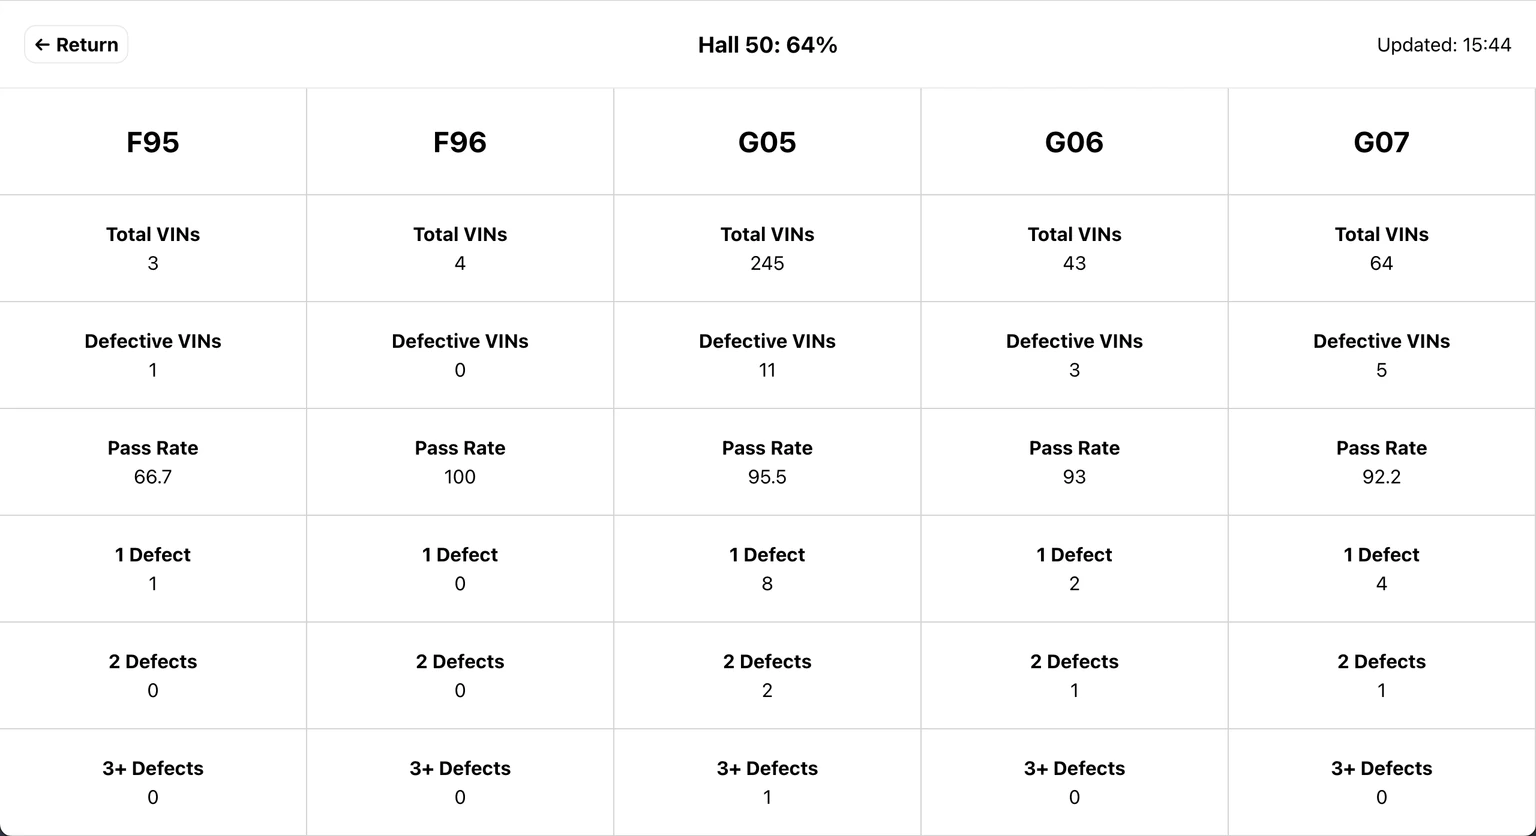 ← Return
Hall 50: 64%
Updated: 15:44
F95
F96
G05
G06
G07
Total VINs
3
Total VINs
4
Total VINs
245
Total VINs
43
Total VINs
64
Defective VINs
1
Defective VINs
0
Defective VINs
11
Defective VINs
3
Defective VINs
5
Pass Rate
66.7
Pass Rate
100
Pass Rate
95.5
Pass Rate
93
Pass Rate
92.2
1 Defect
1
1 Defect
0
1 Defect
8
1 Defect
2
1 Defect
4
2 Defects
0
2 Defects
0
2 Defects
2
2 Defects
1
2 Defects
1
3+ Defects
0
3+ Defects
0
3+ Defects
1
3+ Defects
0
3+ Defects
0